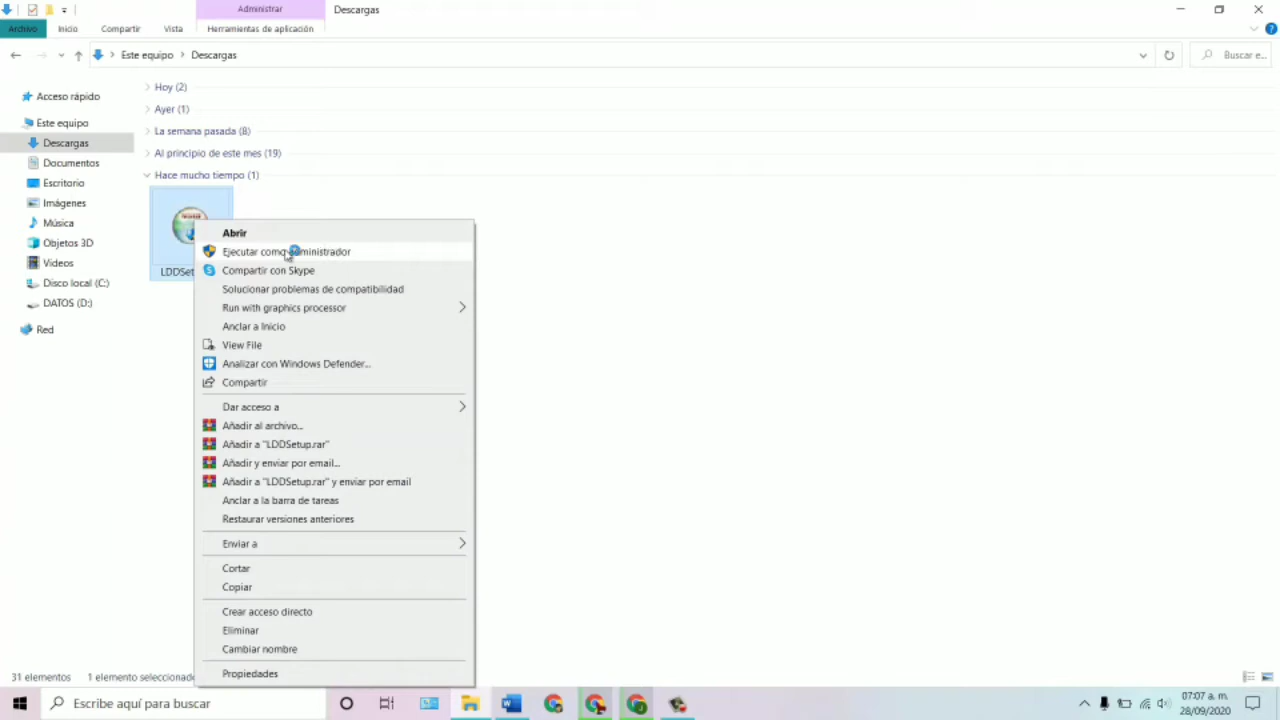 Administrar
Descargas
Archivo
Inicio
Compartir
Vista
Herramientas de aplicación
Este equipo
Descargas
Buscar e...
Acceso rápido
Este equipo
Descargas
Documentos
Escritorio
Imágenes
Música
Objetos 3D
Videos
Disco local (C:)
DATOS (D:)
Red
Hoy (2)
Ayer (1)
La semana pasada (8)
Al principio de este mes (19)
Hace mucho tiempo (1)
LDDSet
Abrir
Ejecutar como administrador
Compartir con Skype
Solucionar problemas de compatibilidad
Run with graphics processor
Anclar a Inicio
View File
Analizar con Windows Defender...
Compartir
Dar acceso a
Añadir al archivo...
Añadir a "LDDSetup.rar"
Añadir y enviar por email...
Añadir a "LDDSetup.rar" y enviar por email
Anclar a la barra de tareas
Restaurar versiones anteriores
Enviar a
Cortar
Copiar
Crear acceso directo
Eliminar
Cambiar nombre
Propiedades
31 elementos
1 elemento seleccionado
Escribe aquí para buscar
07:07 a. m.
28/09/2020